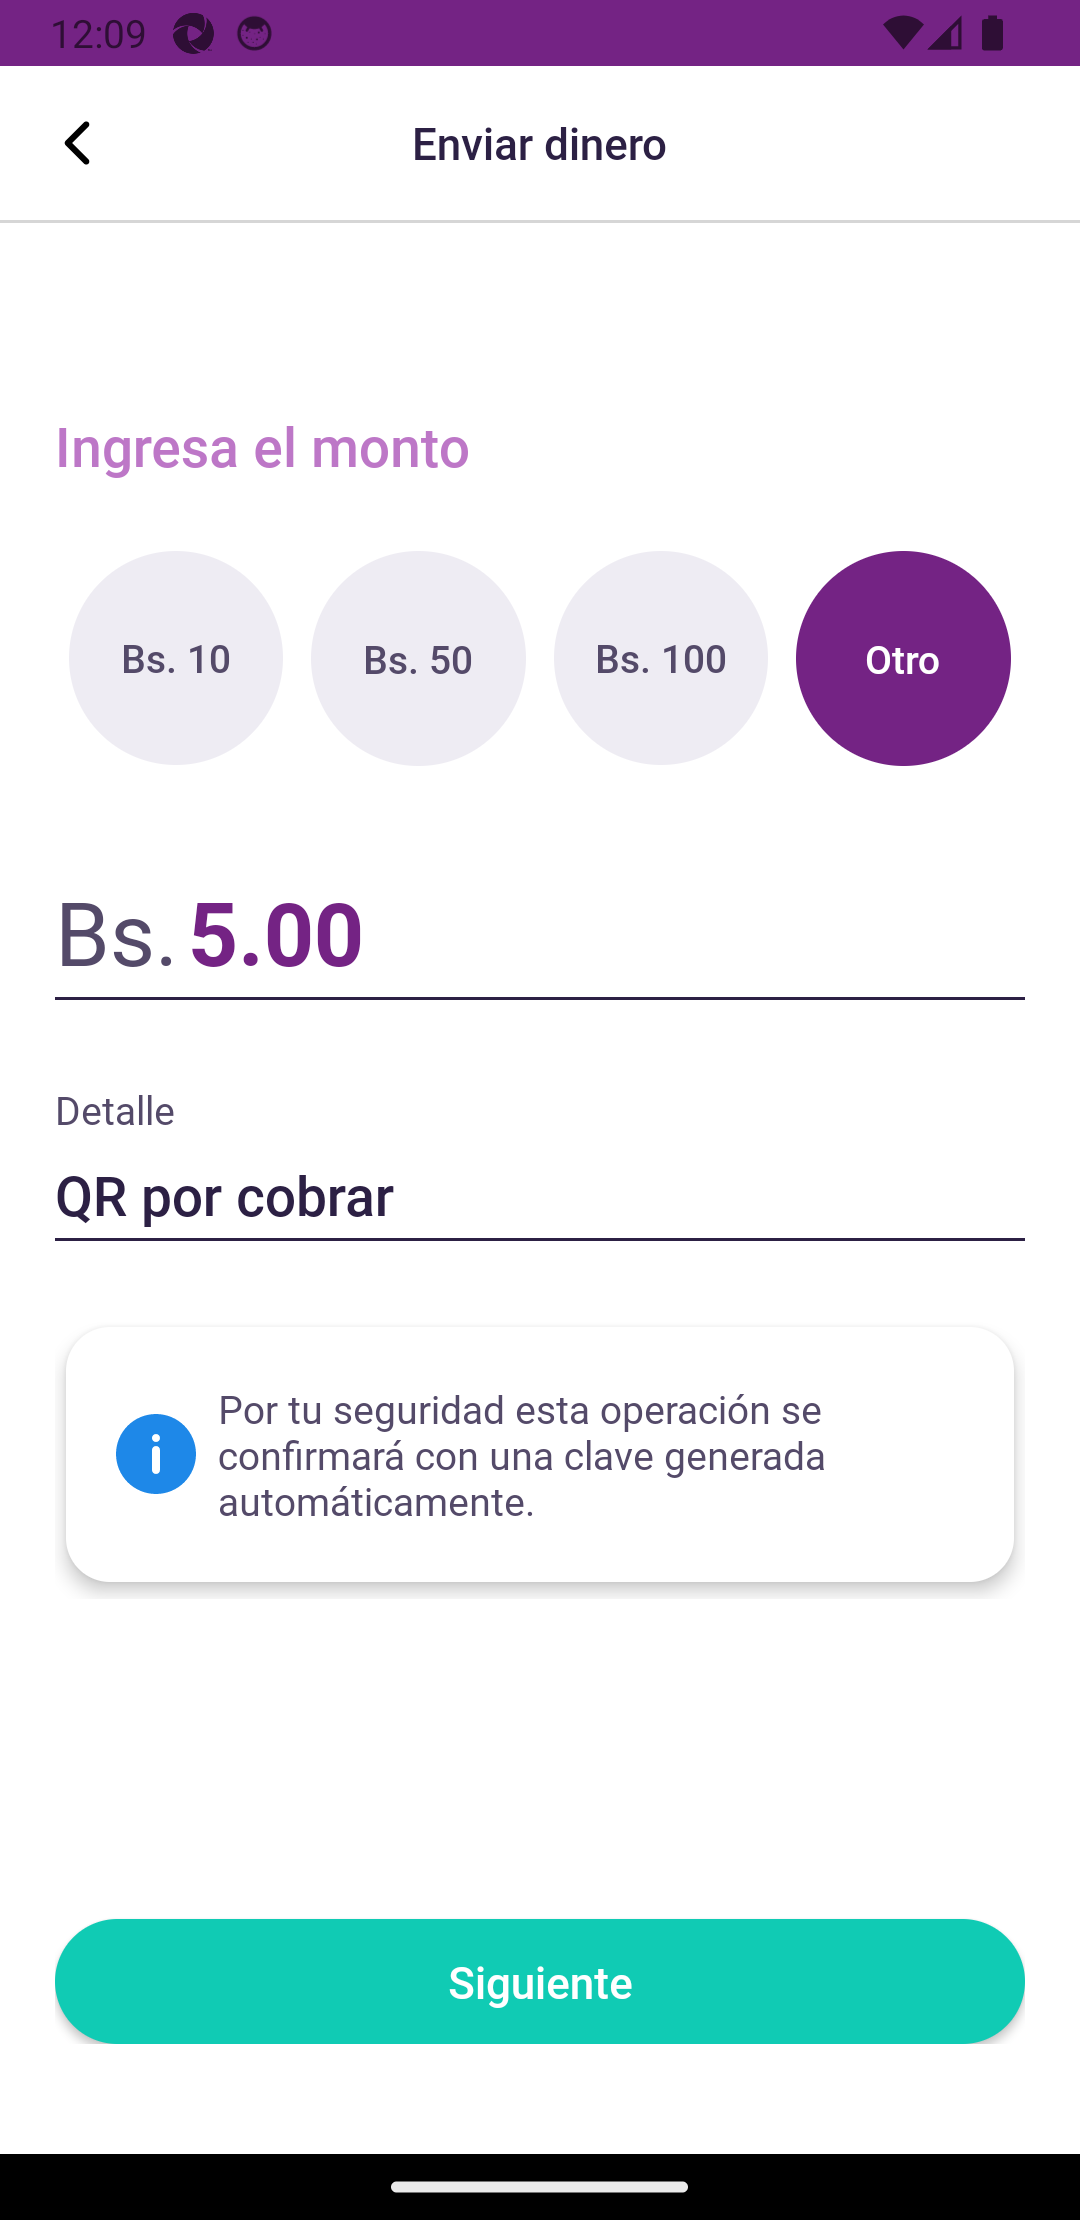 12:09
Enviar dinero
Ingresa el monto
Bs. 10
Bs. 50
Bs. 100
Otro
Bs. 5.00
Detalle
QR por cobrar
Por tu seguridad esta operación se
confirmará con una clave generada
automáticamente.
Siguiente